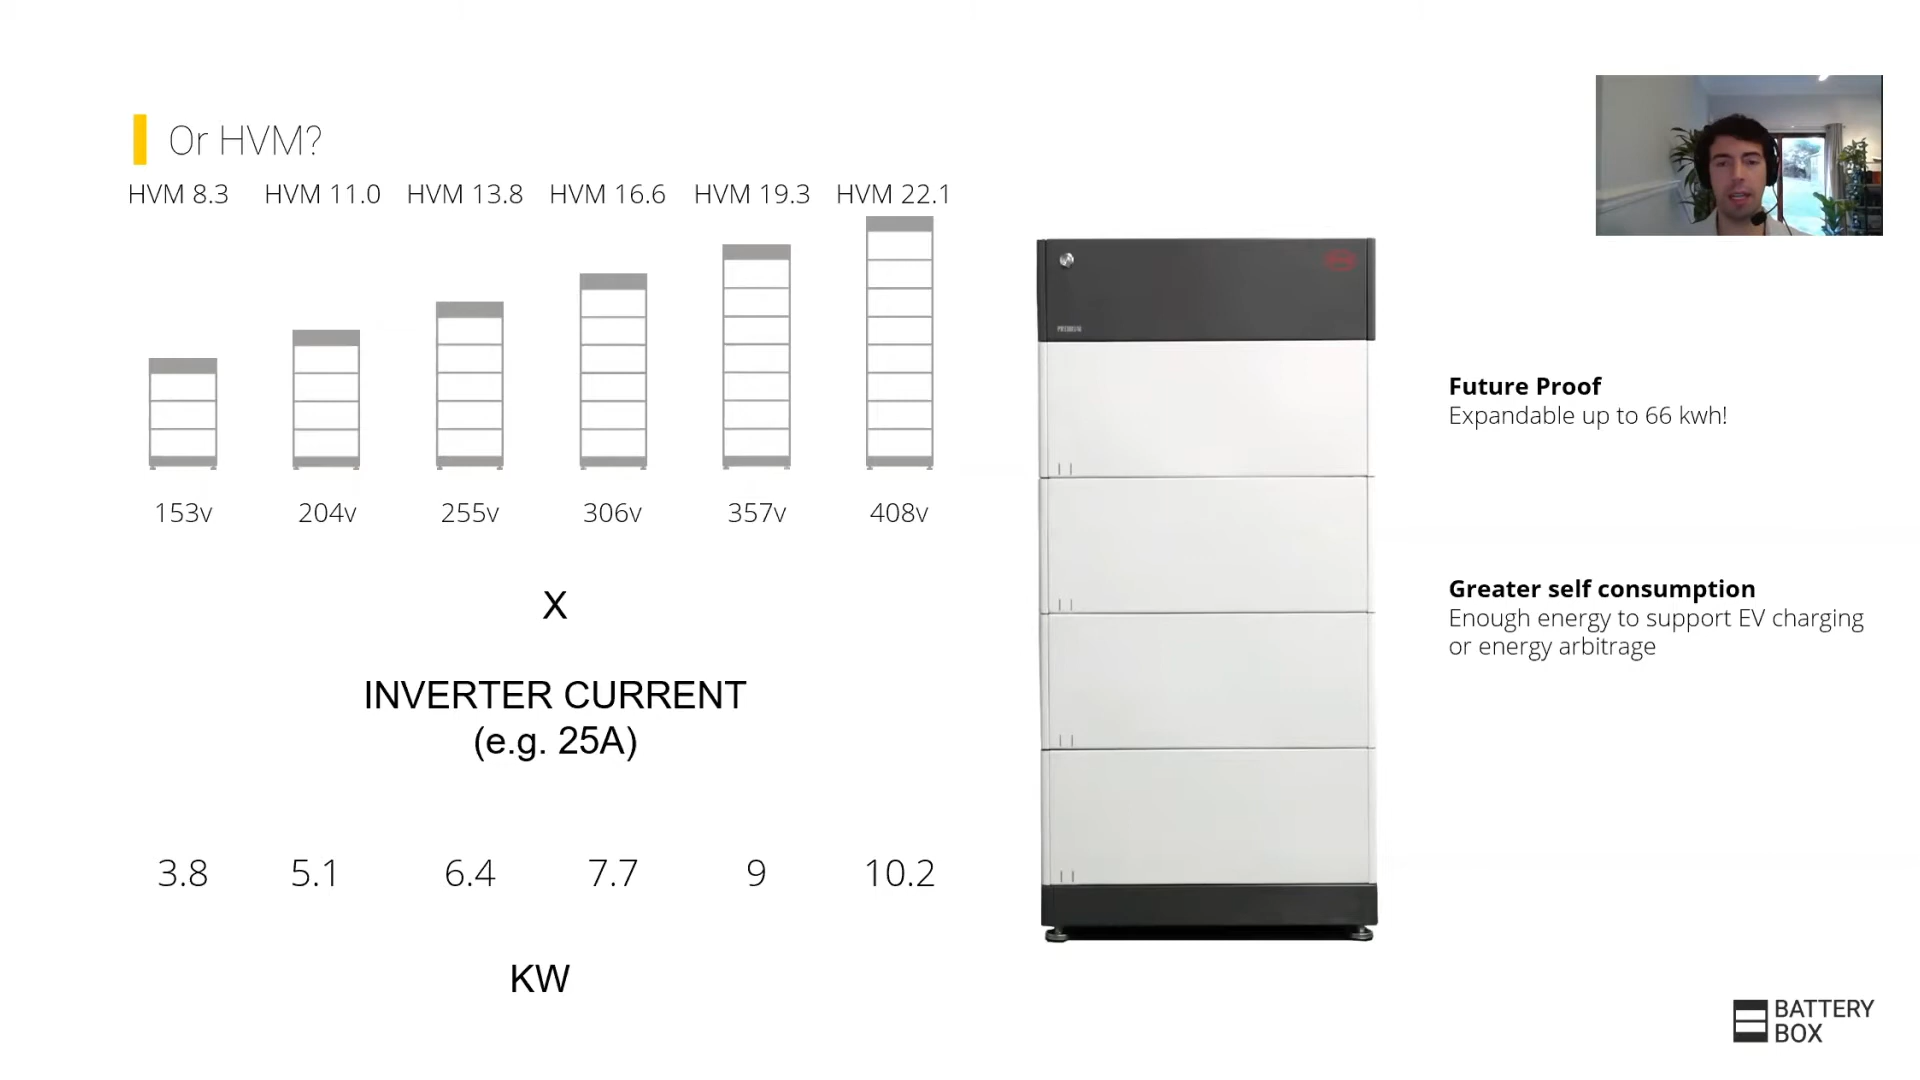 Or HVM?
HVM 8.3 HVM 11.0 HVM 13.8 HVM 16.6 HVM 19.3 HVM 22.1
153v 204v 255v 306v 357v 408v
X
INVERTER CURRENT
(e.g. 25A)
3.8 5.1 6.4 7.7 9 10.2
KW
Future Proof
Expandable up to 66 kwh!
Greater self consumption
Enough energy to support EV charging
or energy arbitrage
BATTERY
BOX